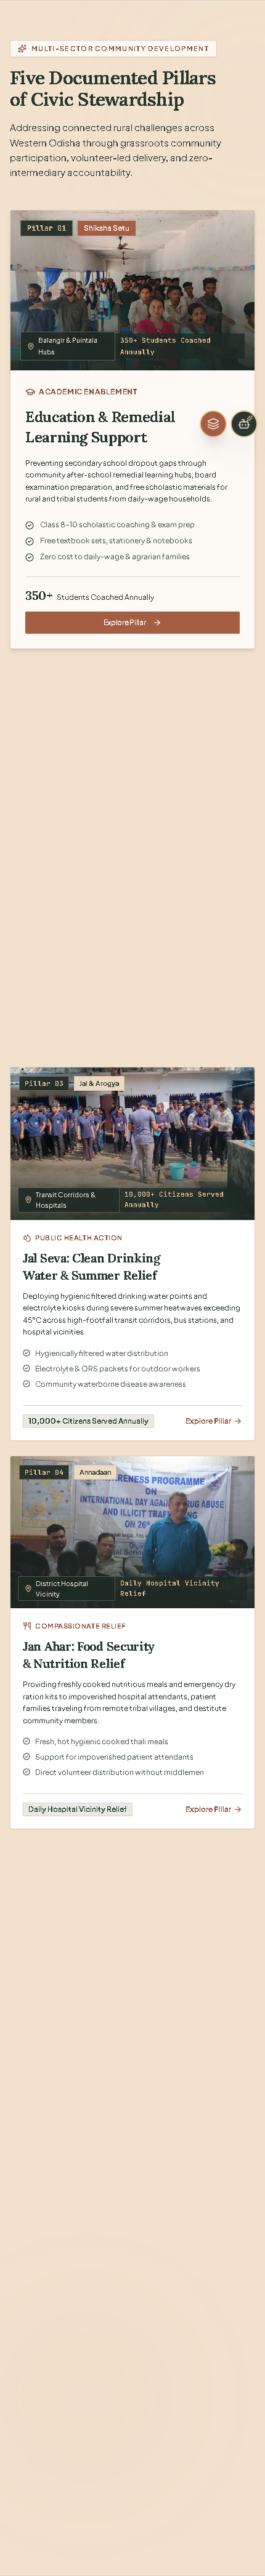 MULTI-SECTOR COMMUNITY DEVELOPMENT
Five Documented Pillars
of Civic Stewardship
Addressing connected rural challenges across
Western Odisha through grassroots community
participation, volunteer-led delivery, and zero-
intermediary accountability.
Pillar 01
Shiksha Setu
Balangir & Puintala
Hubs
350+ Students Coached
Annually
ACADEMIC ENABLEMENT
Education & Remedial
Learning Support
Preventing secondary school dropout gaps through
community after-school remedial learning hubs, board
examination preparation, and free scholastic materials for
rural and tribal students from daily-wage households.
Class 8–10 scholastic coaching & exam prep
Free textbook sets, stationery & notebooks
Zero cost to daily-wage & agrarian families
350+ Students Coached Annually
Explore Pillar
Pillar 03
Jal & Arogya
Transit Corridors &
Hospitals
10,000+ Citizens Served
Annually
PUBLIC HEALTH ACTION
Jal Seva: Clean Drinking
Water & Summer Relief
Deploying hygienic filtered drinking water points and
electrolyte kiosks during severe summer heatwaves exceeding
45°C across high-footfall transit corridors, bus stations, and
hospital vicinities.
Hygienically filtered water distribution
Electrolyte & ORS packets for outdoor workers
Community waterborne disease awareness
10,000+ Citizens Served Annually
Explore Pillar
Pillar 04
Annadaan
AWARENESS PROGRAMME
ON
INTERNATIONAL DAY AGAINST DRUG ABUSE
AND ILLICIT TRAFFICKING
ON 26
District Hospital
Vicinity
Daily Hospital Vicinity
Relief
COMPASSIONATE RELIEF
Jan Ahar: Food Security
& Nutrition Relief
Providing freshly cooked nutritious meals and emergency dry
ration kits to impoverished hospital attendants, patient
families traveling from remote tribal villages, and destitute
community members.
Fresh, hot hygienic cooked thali meals
Support for impoverished patient attendants
Direct volunteer distribution without middlemen
Daily Hospital Vicinity Relief
Explore Pillar